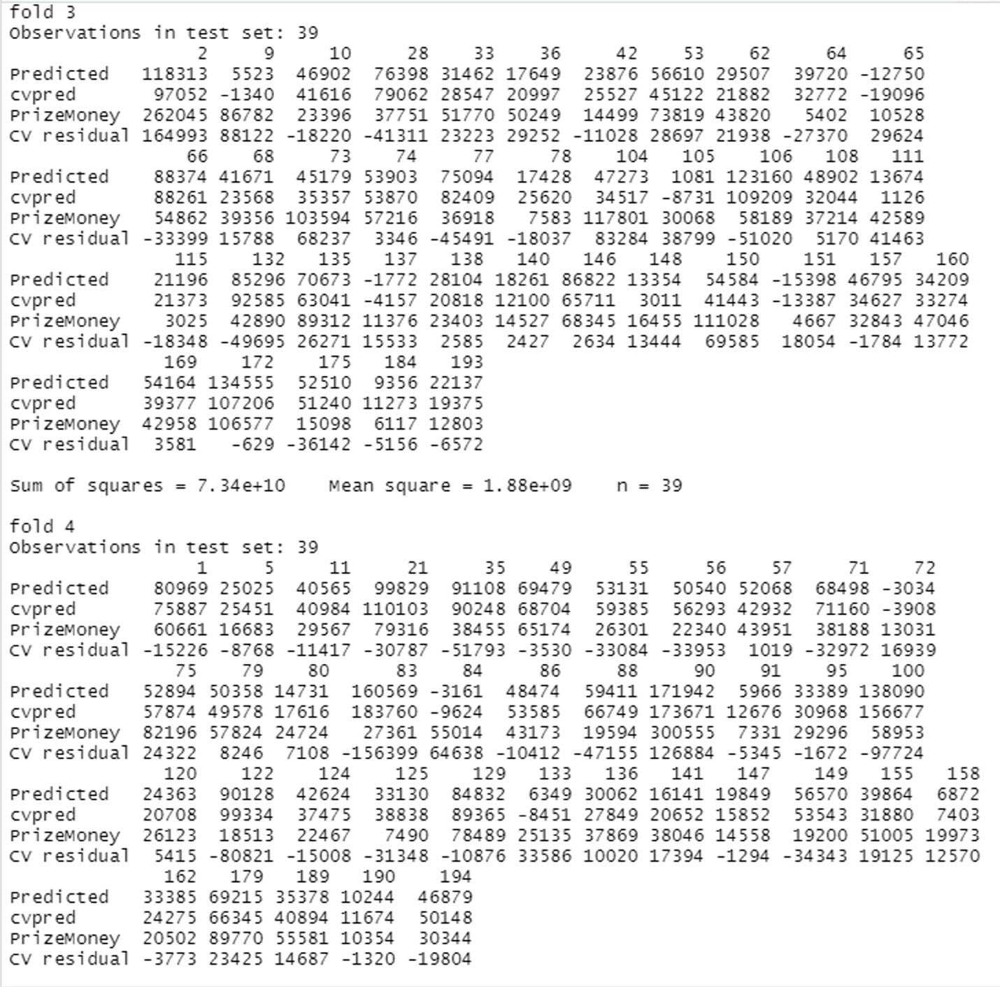 fold 3
Observations in test set: 39
2 9 10 28 33 36 42 53 62 64 65
Predicted 118313 5523 46902 76398 31462 17649 23876 56610 29507 39720 -12750
cvpred 97052 -1340 41616 79062 28547 20997 25527 45122 21882 32772 -19096
PrizeMoney 262045 86782 23396 37751 51770 50249 14499 73819 43820 5402 10528
CV residual 164993 88122 -18220 -41311 23223 29252 -11028 28697 21938 -27370 29624
66 68 73 74 77 78 104 105 106 108 111
Predicted 88374 41671 45179 53903 75094 17428 47273 1081 123160 48902 13674
cvpred 88261 23568 35357 53870 82409 25620 34517 -8731 109209 32044 1126
PrizeMoney 54862 39356 103594 57216 36918 7583 117801 30068 58189 37214 42589
CV residual -33399 15788 68237 3346 -45491 -18037 83284 38799 -51020 5170 41463
115 132 135 137 138 140 146 148 150 151 157 160
Predicted 21196 85296 70673 -1772 28104 18261 86822 13354 54584 -15398 46795 34209
cvpred 21373 92585 63041 -4157 20818 12100 65711 3011 41443 -13387 34627 33274
PrizeMoney 3025 42890 89312 11376 23403 14527 68345 16455 111028 4667 32843 47046
CV residual -18348 -49695 26271 15533 2585 2427 2634 13444 69585 18054 -1784 13772
169 172 175 184 193
Predicted 54164 134555 52510 9356 22137
cvpred 39377 107206 51240 11273 19375
PrizeMoney 42958 106577 15098 6117 12803
CV residual 3581 -629 -36142 -5156 -6572
Sum of squares = 7.34e+10 Mean square = 1.88e+09 n = 39
fold 4
Observations in test set: 39
1 5 11 21 35 49 55 56 57 71 72
Predicted 80969 25025 40565 99829 91108 69479 53131 50540 52068 68498 -3034
cvpred 75887 25451 40984 110103 90248 68704 59385 56293 42932 71160 -3908
PrizeMoney 60661 16683 29567 79316 38455 65174 26301 22340 43951 38188 13031
CV residual -15226 -8768 -11417 -30787 -51793 -3530 -33084 -33953 1019 -32972 16939
75 79 80 83 84 86 88 90 91 95 100
Predicted 52894 50358 14731 160569 -3161 48474 59411 171942 5966 33389 138090
cvpred 57874 49578 17616 183760 -9624 53585 66749 173671 12676 30968 156677
PrizeMoney 82196 57824 24724 27361 55014 43173 19594 300555 7331 29296 58953
CV residual 24322 8246 7108 -156399 64638 -10412 -47155 126884 -5345 -1672 -97724
120 122 124 125 129 133 136 141 147 149 155 158
Predicted 24363 90128 42624 33130 84832 6349 30062 16141 19849 56570 39864 6872
cvpred 20708 99334 37475 38838 89365 -8451 27849 20652 15852 53543 31880 7403
PrizeMoney 26123 18513 22467 7490 78489 25135 37869 38046 14558 19200 51005 19973
CV residual 5415 -80821 -15008 -31348 -10876 33586 10020 17394 -1294 -34343 19125 12570
162 179 189 190 194
Predicted 33385 69215 35378 10244 46879
cvpred 24275 66345 40894 11674 50148
PrizeMoney 20502 89770 55581 10354 30344
CV residual -3773 23425 14687 -1320 -19804